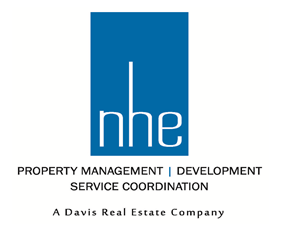 nhe
PROPERTY MANAGEMENT | DEVELOPMENT
SERVICE COORDINATION
A Davis Real Estate Company